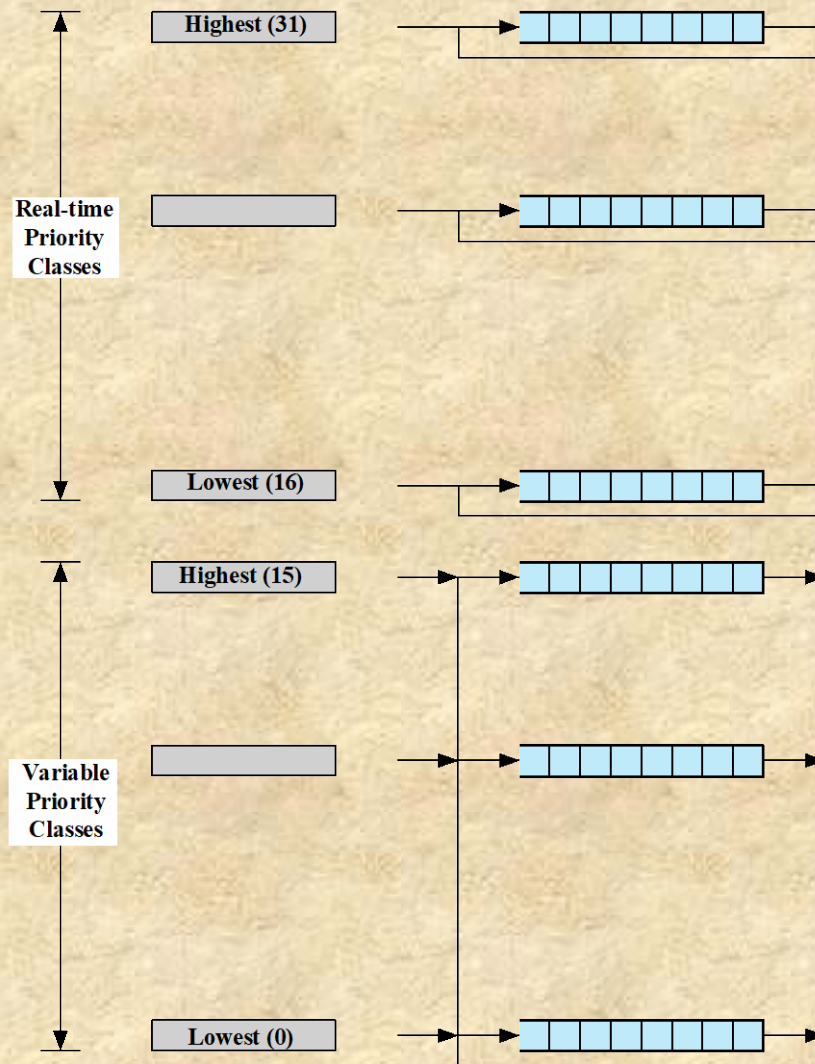 Highest (31)
Real-time
Priority
Classes
Lowest (16)
Highest (15)
Variable
Priority
Classes
Lowest (0)